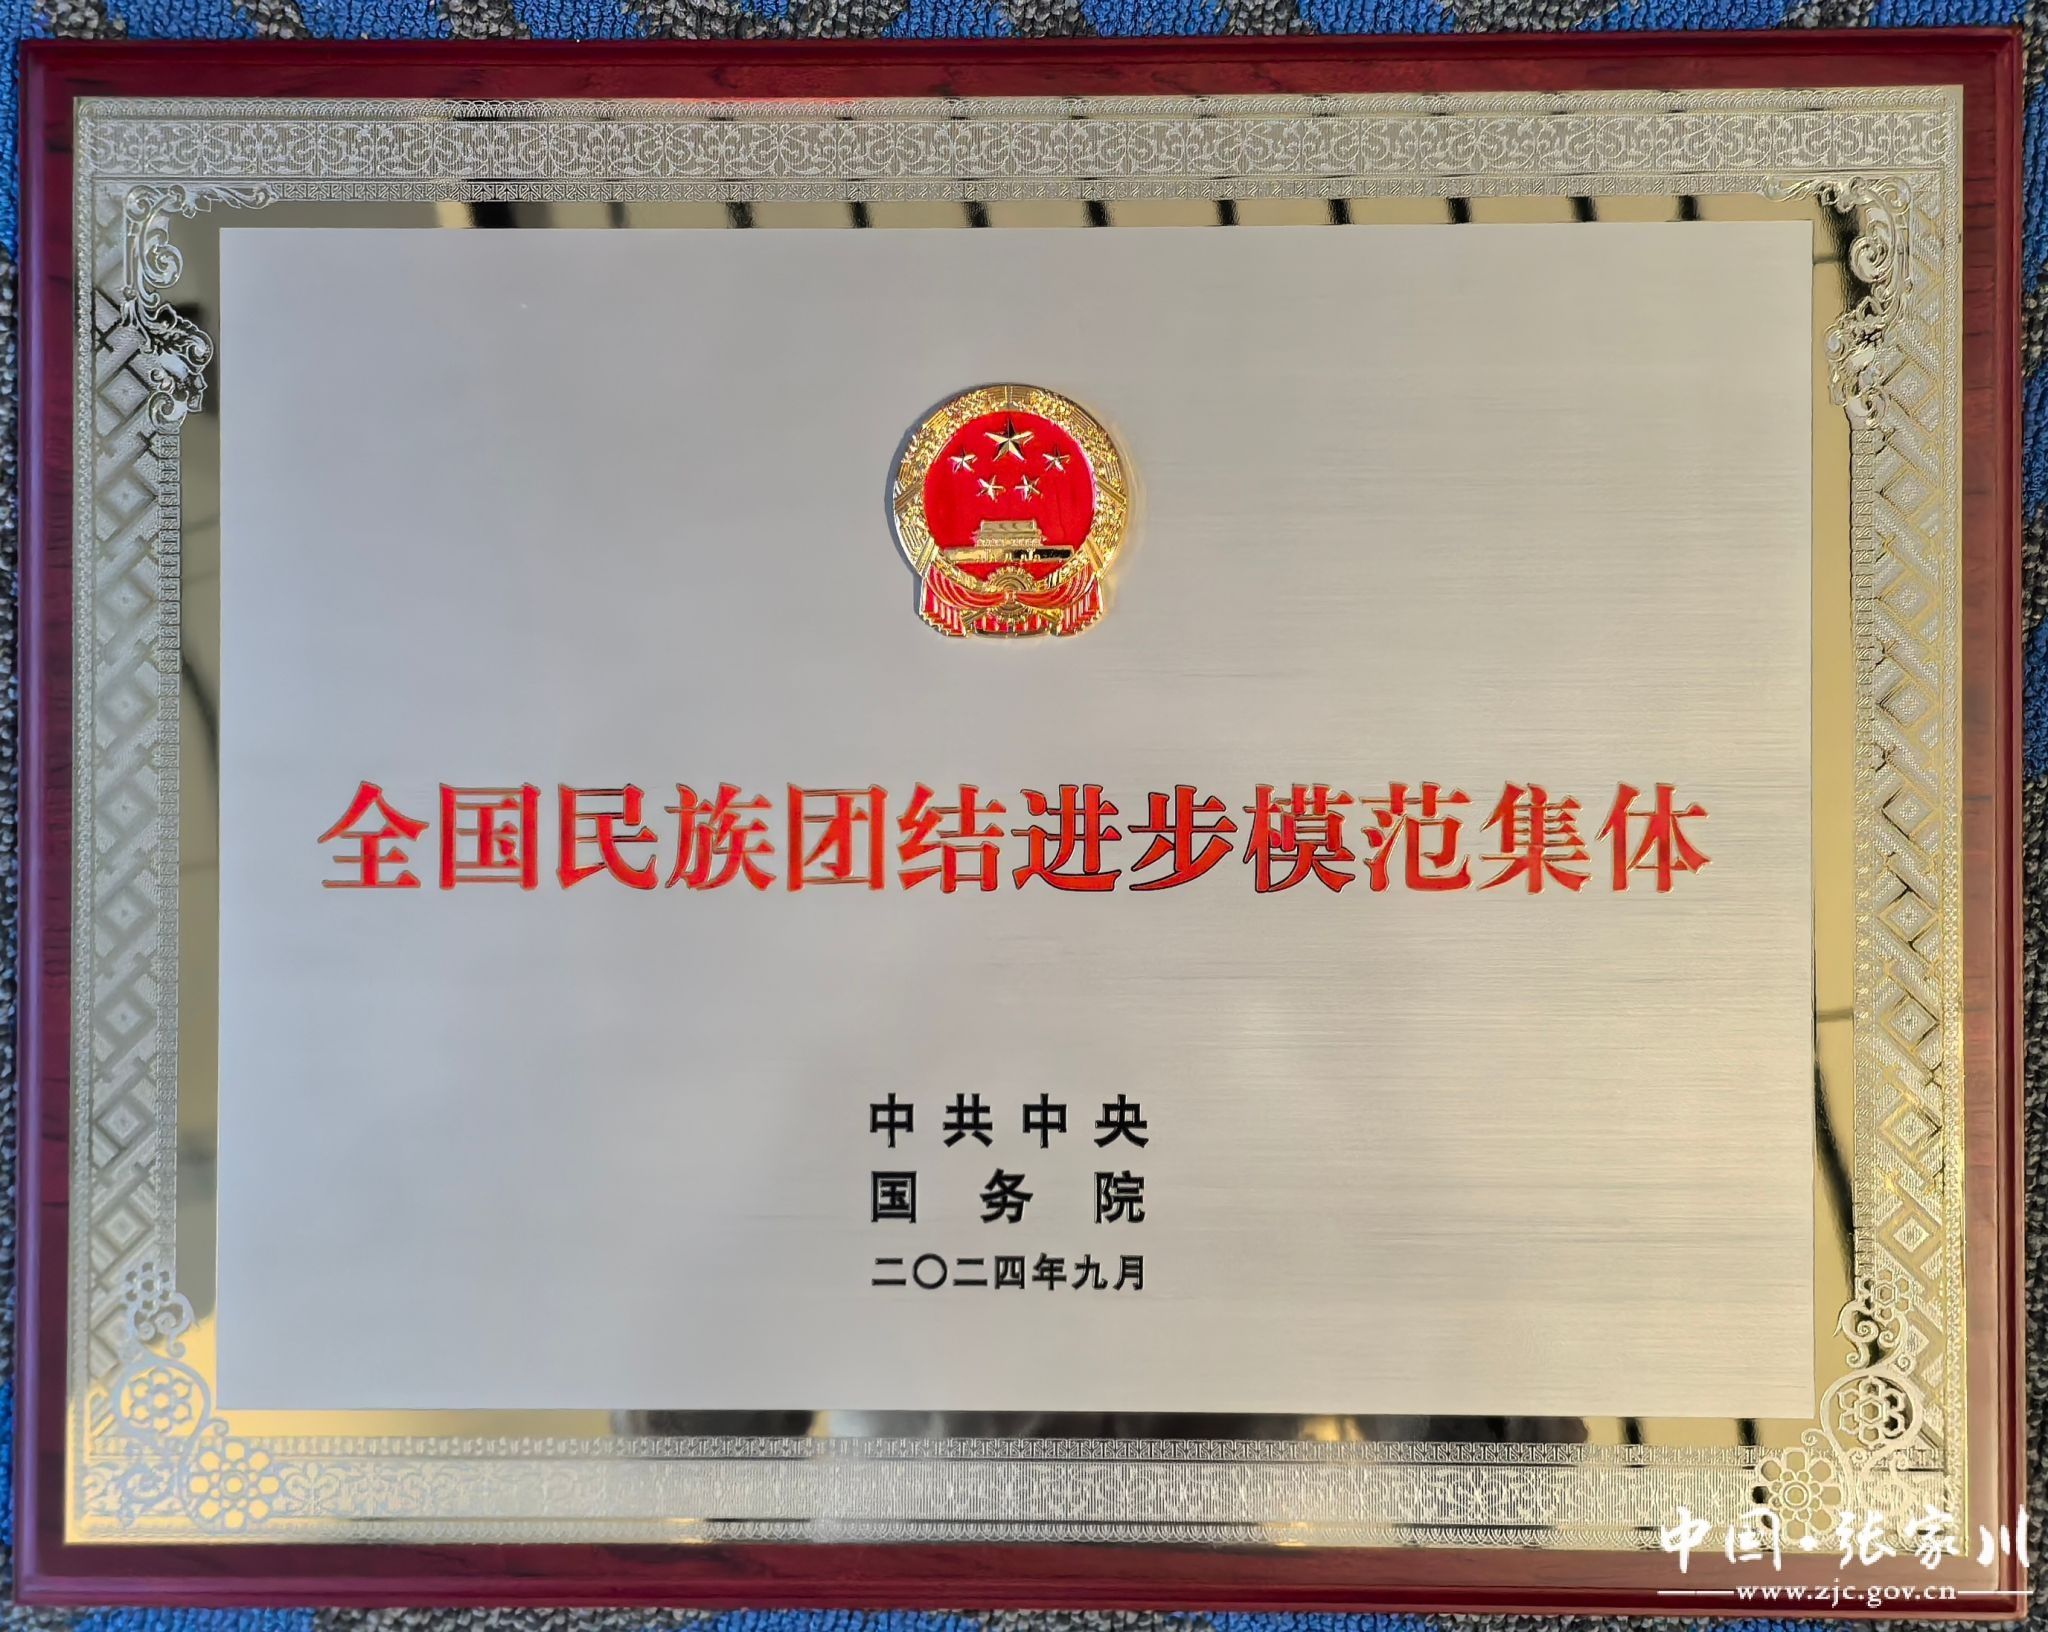 全国民族团结进步模范集体
中共中央
国务院
二〇二四年九月
中国·张家川
www.zjc.gov.cn